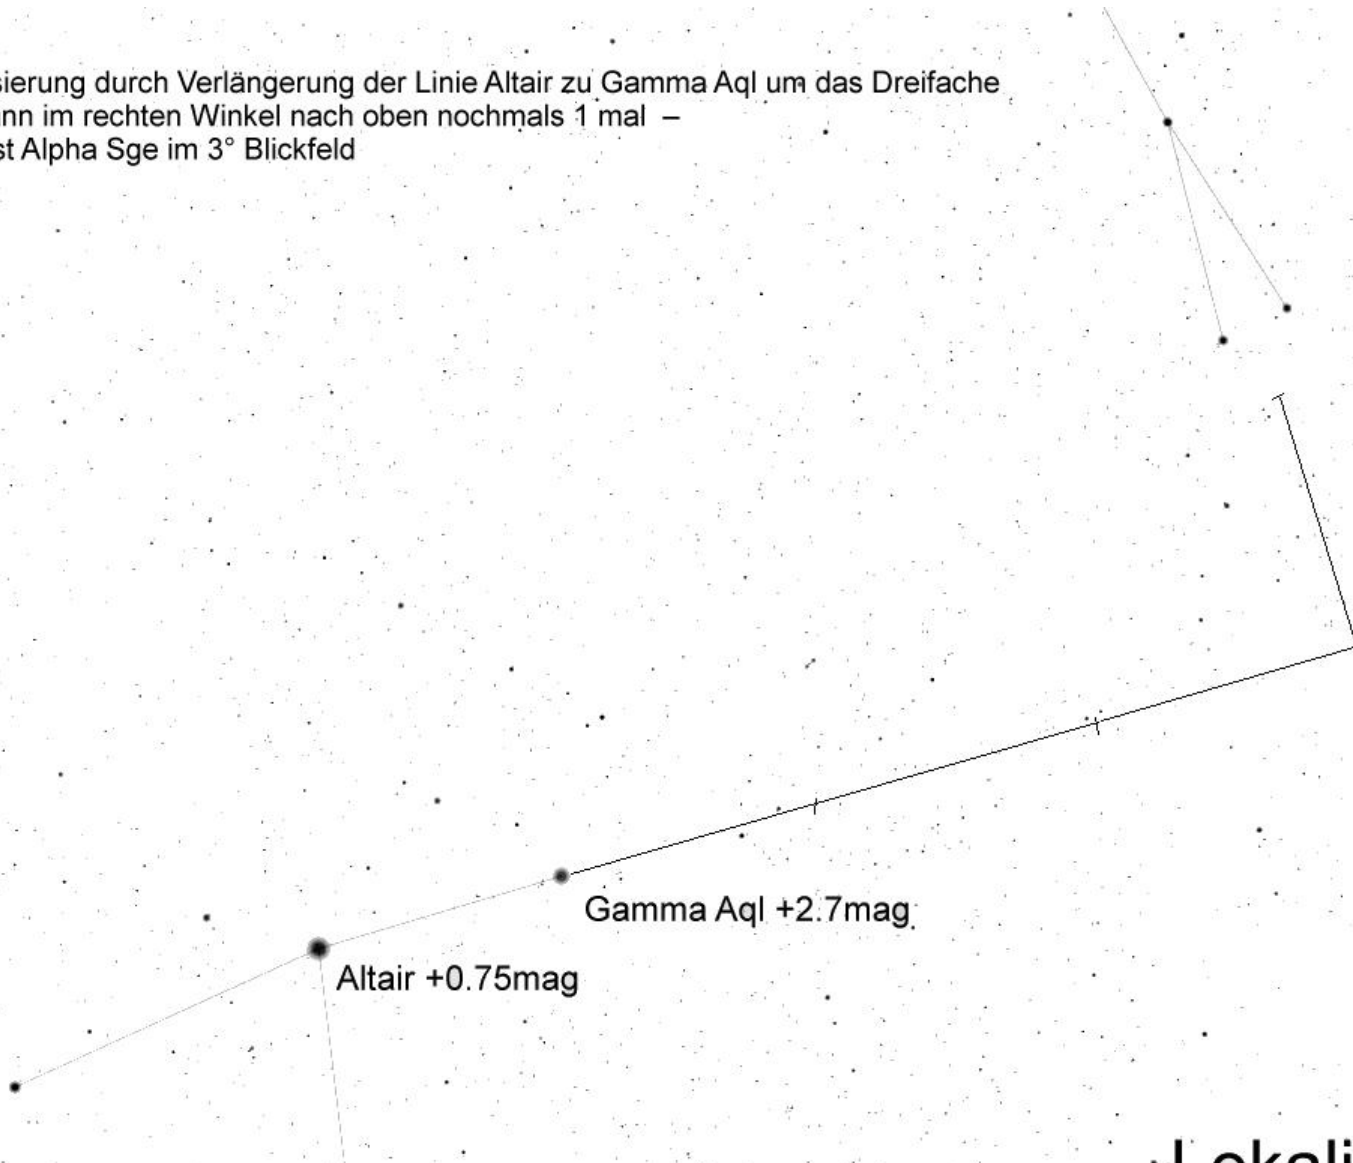 sierung durch Verlängerung der Linie Altair zu Gamma Aql um das Dreifache
nn im rechten Winkel nach oben nochmals 1 mal –
st Alpha Sge im 3° Blickfeld
Gamma Aql +2.7mag
Altair +0.75mag
Lokali